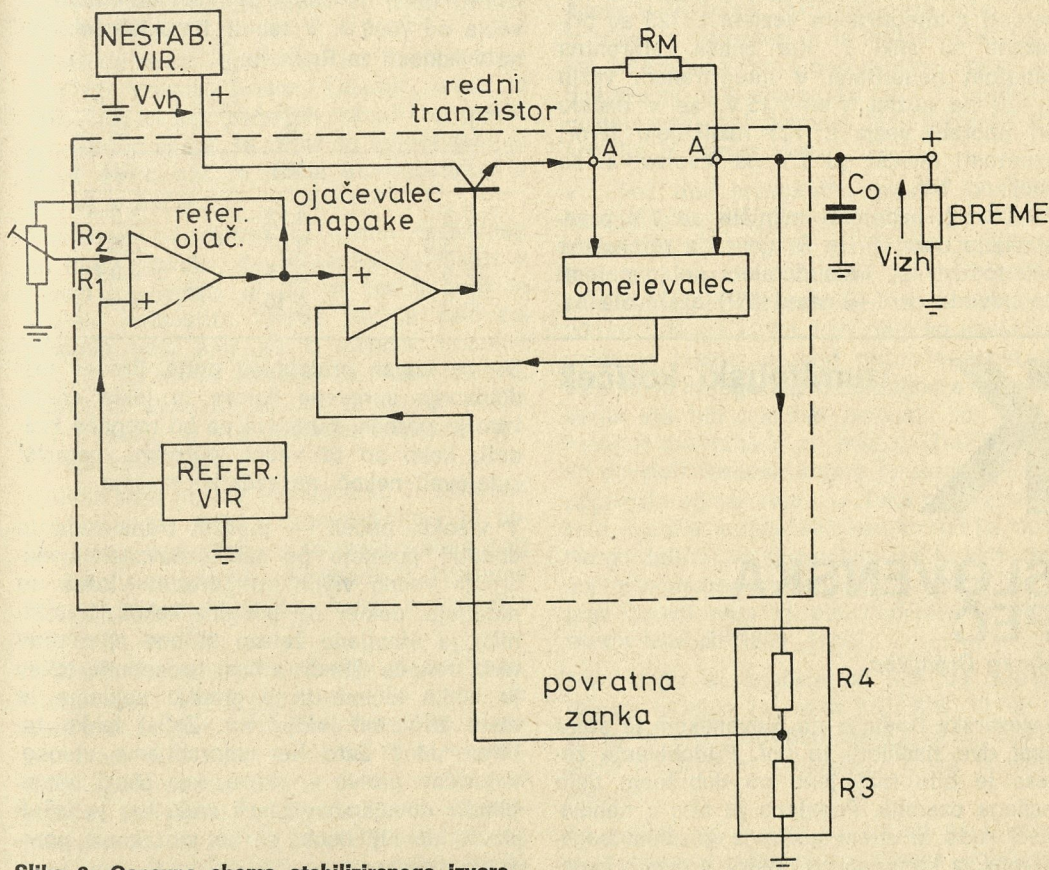 NESTAB.
VIR.
Vvh
+
RM
redni
tranzistor
A
A
+
ojačevalec
napake
refer.
ojač.
R2
R1
−
+
+
−
omejevalec
Co
BREME
Vizh
REFER.
VIR
povratna
zanka
R4
R3